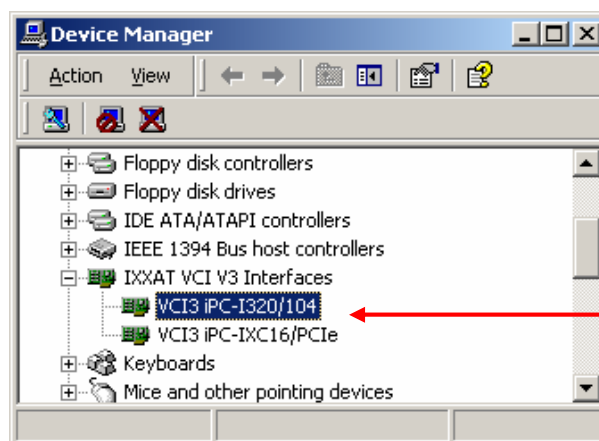 Device Manager
Action View
Floppy disk controllers
Floppy disk drives
IDE ATA/ATAPI controllers
IEEE 1394 Bus host controllers
IXXAT VCI V3 Interfaces
VCI3 iPC-I320/104
VCI3 iPC-IXC16/PCIe
Keyboards
Mice and other pointing devices